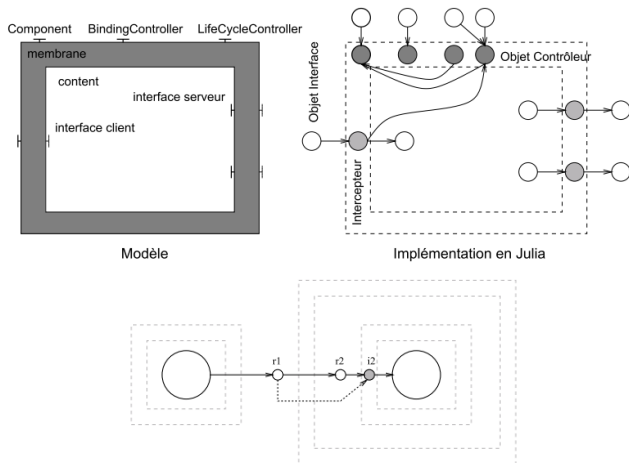 Component
BindingController
LifeCycleController
membrane
content
interface serveur
interface client
Modèle
Objet Interface
Objet Contrôleur
Intercepteur
Implémentation en Julia
r1
r2
i2